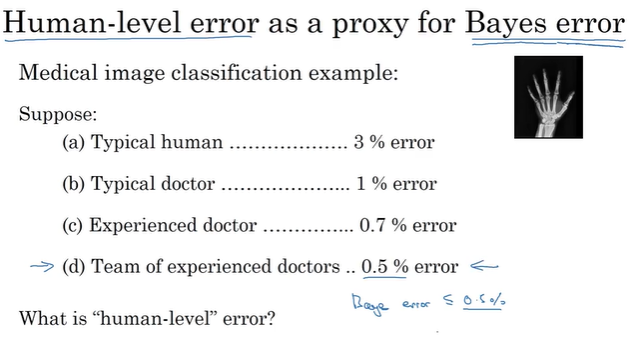 Human-level error as a proxy for Bayes error
Medical image classification example:
Suppose:
(a) Typical human ................... 3 % error
(b) Typical doctor ..................... 1 % error
(c) Experienced doctor ............... 0.7 % error
(d) Team of experienced doctors .. 0.5 % error
Bayes error ≤ 0.5%
What is “human-level” error?